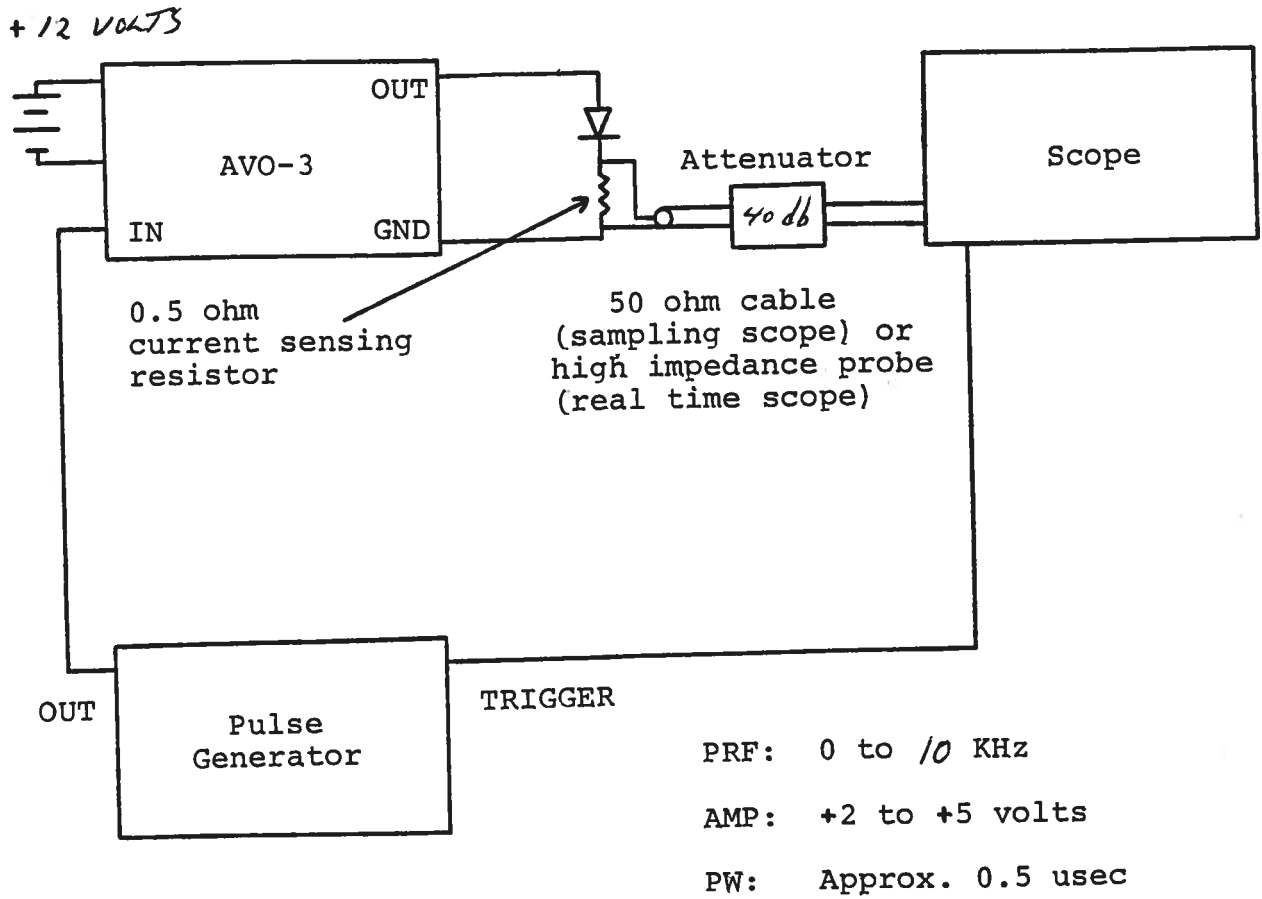 +12 VOLTS
OUT
AVO-3
IN
GND
Attenuator
40 db
Scope
0.5 ohm
current sensing
resistor
50 ohm cable
(sampling scope) or
high impedance probe
(real time scope)
OUT
TRIGGER
Pulse
Generator
PRF: 0 to 10 KHz
AMP: +2 to +5 volts
PW: Approx. 0.5 usec